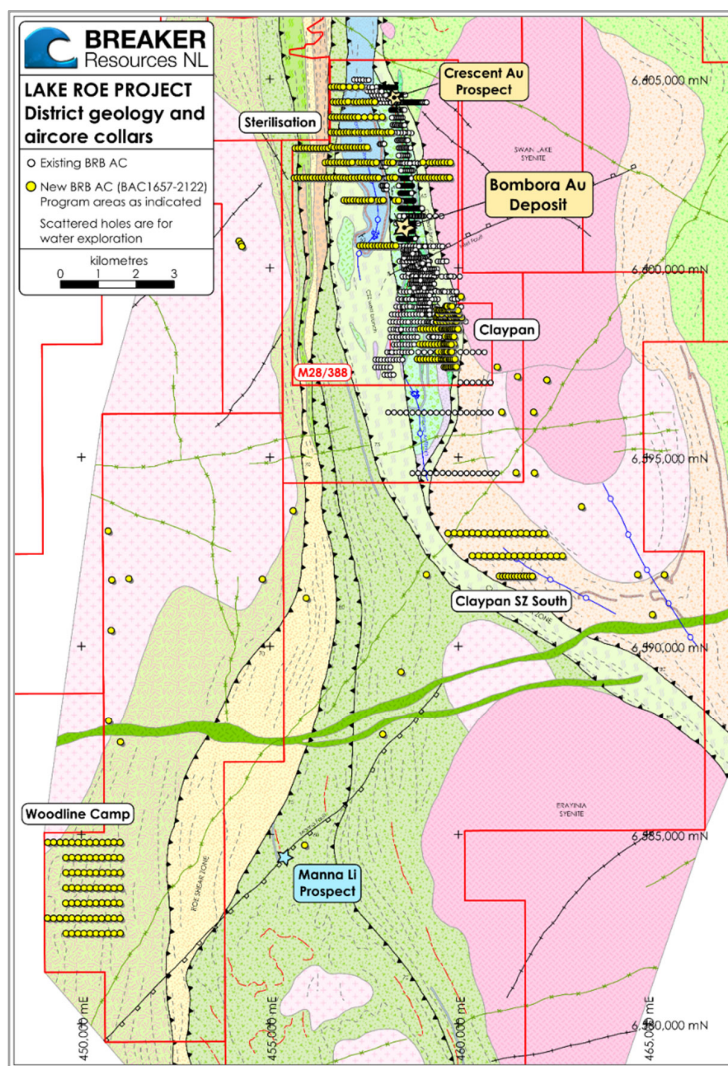 BREAKER
Resources NL
LAKE ROE PROJECT
District geology and
aircore collars
Existing BRB AC
New BRB AC (BAC1657-2122)
Program areas as indicated
Scattered holes are for
water exploration
kilometres
0 1 2 3
Crescent Au
Prospect
6,405,000 mN
Sterilisation
SWAN LAKE
SYENITE
Bombora Au
Deposit
6,600,000 mN
Claypan
M28/388
6,595,000 mN
Claypan SZ South
ZONE
6,590,000 mN
Woodline Camp
ERAYINIA
SYENITE
6,585,000 mN
ROE SHEAR ZONE
Manna Li
Prospect
450,000 mE
455,000 mE
460,000 mE
465,000 mE
6,580,000 mN